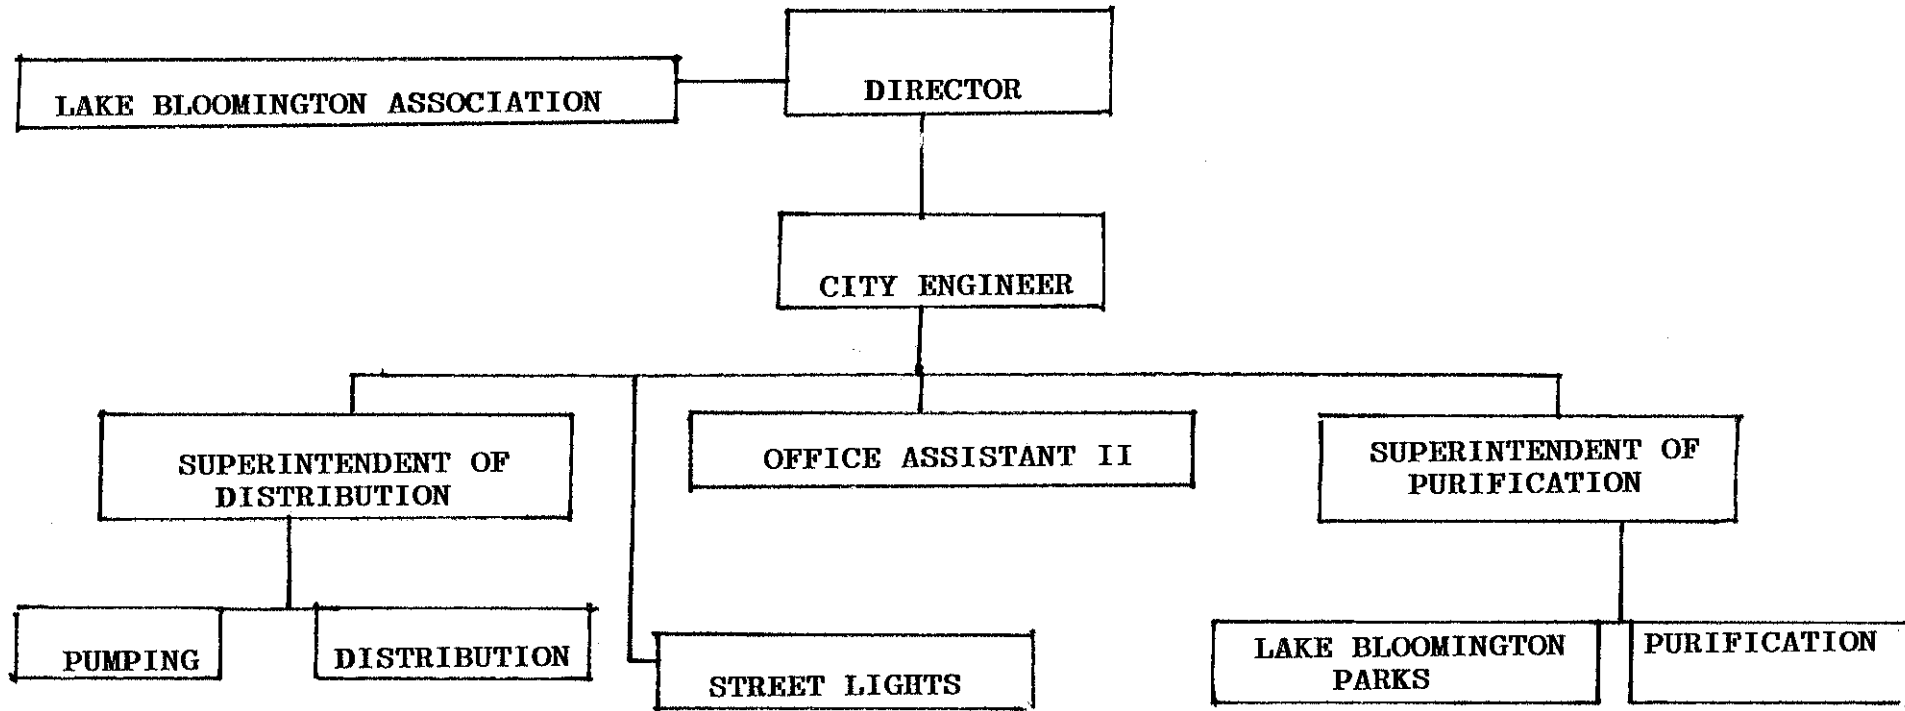 LAKE BLOOMINGTON ASSOCIATION
DIRECTOR
CITY ENGINEER
SUPERINTENDENT OF
DISTRIBUTION
OFFICE ASSISTANT II
SUPERINTENDENT OF
PURIFICATION
PUMPING
DISTRIBUTION
STREET LIGHTS
LAKE BLOOMINGTON
PARKS
PURIFICATION